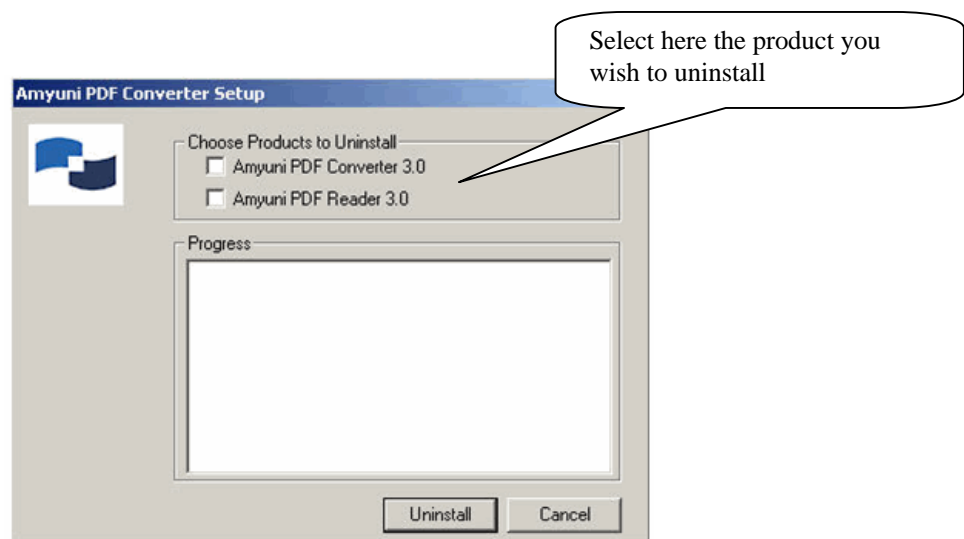 Select here the product you
wish to uninstall
Amyuni PDF Converter Setup
Choose Products to Uninstall
Amyuni PDF Converter 3.0
Amyuni PDF Reader 3.0
Progress
Uninstall
Cancel